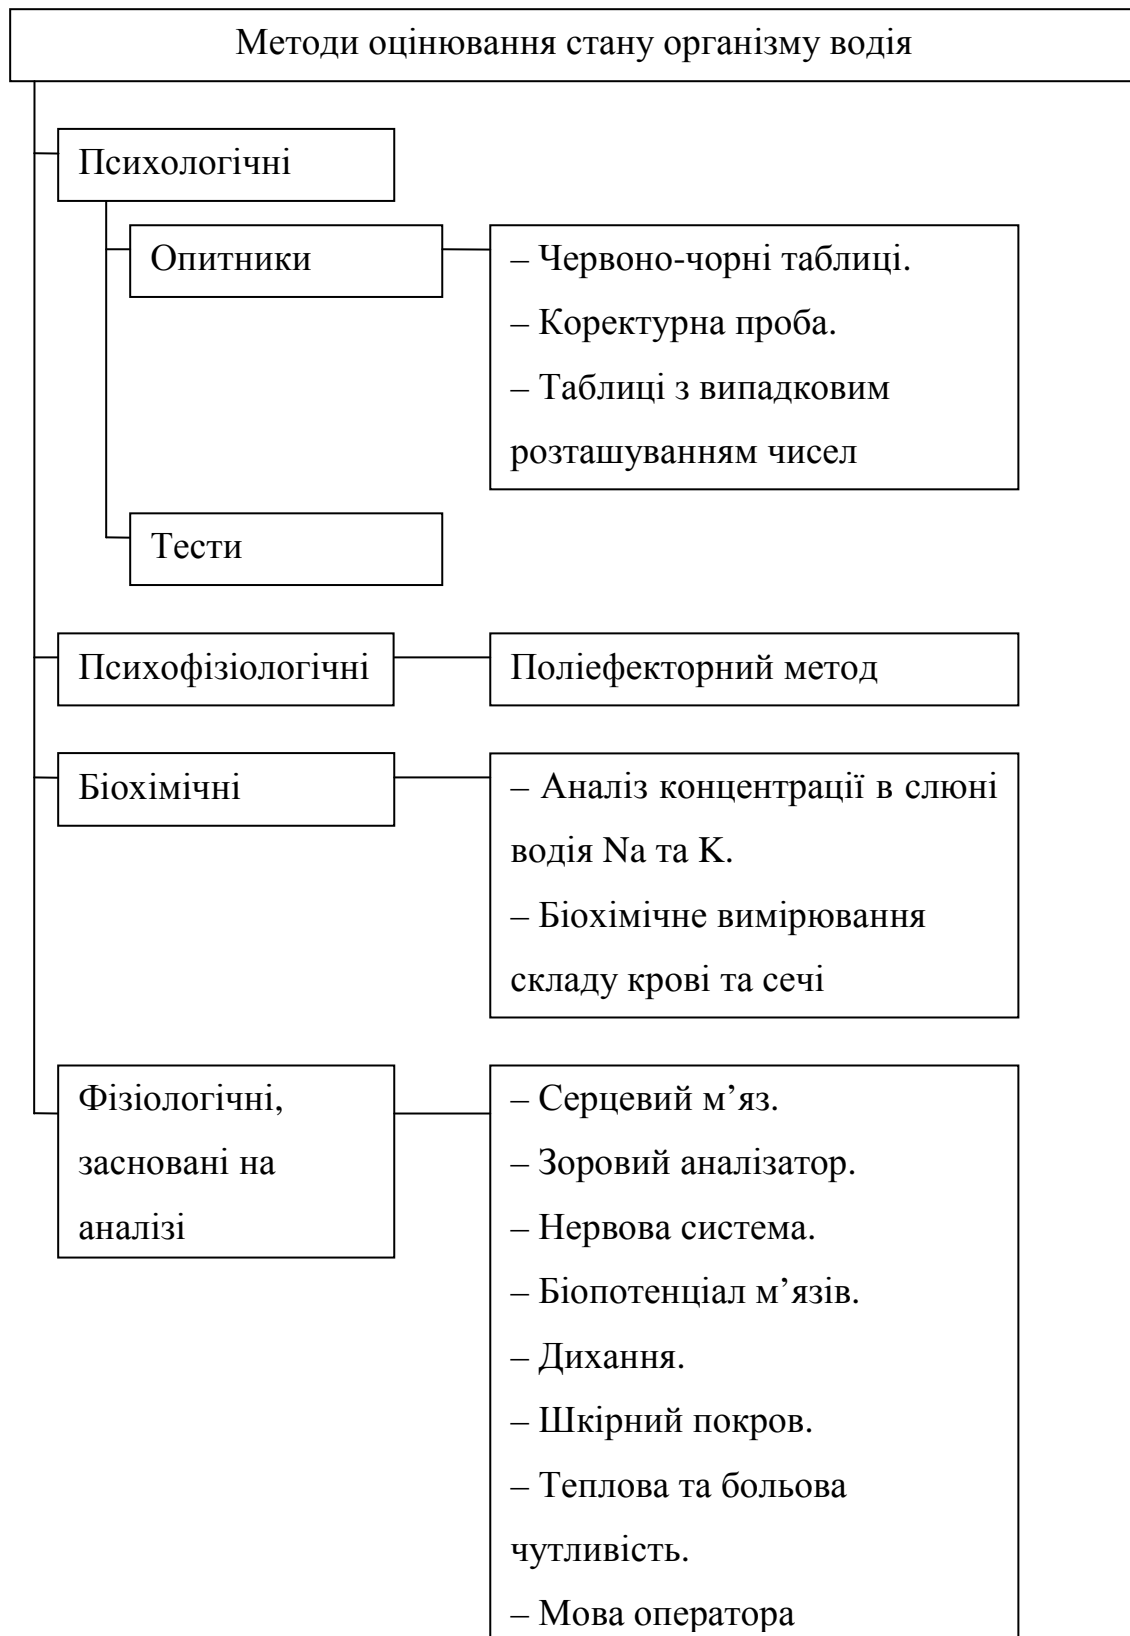 Методи оцінювання стану організму водія
Психологічні
Опитники
– Червоно-чорні таблиці.
– Коректурна проба.
– Таблиці з випадковим
розташуванням чисел
Тести
Психофізіологічні
Поліефекторний метод
Біохімічні
– Аналіз концентрації в слюні
водія Na та K.
– Біохімічне вимірювання
складу крові та сечі
Фізіологічні,
засновані на
аналізі
– Серцевий м’яз.
– Зоровий аналізатор.
– Нервова система.
– Біопотенціал м’язів.
– Дихання.
– Шкірний покров.
– Теплова та больова
чутливість.
– Мова оператора